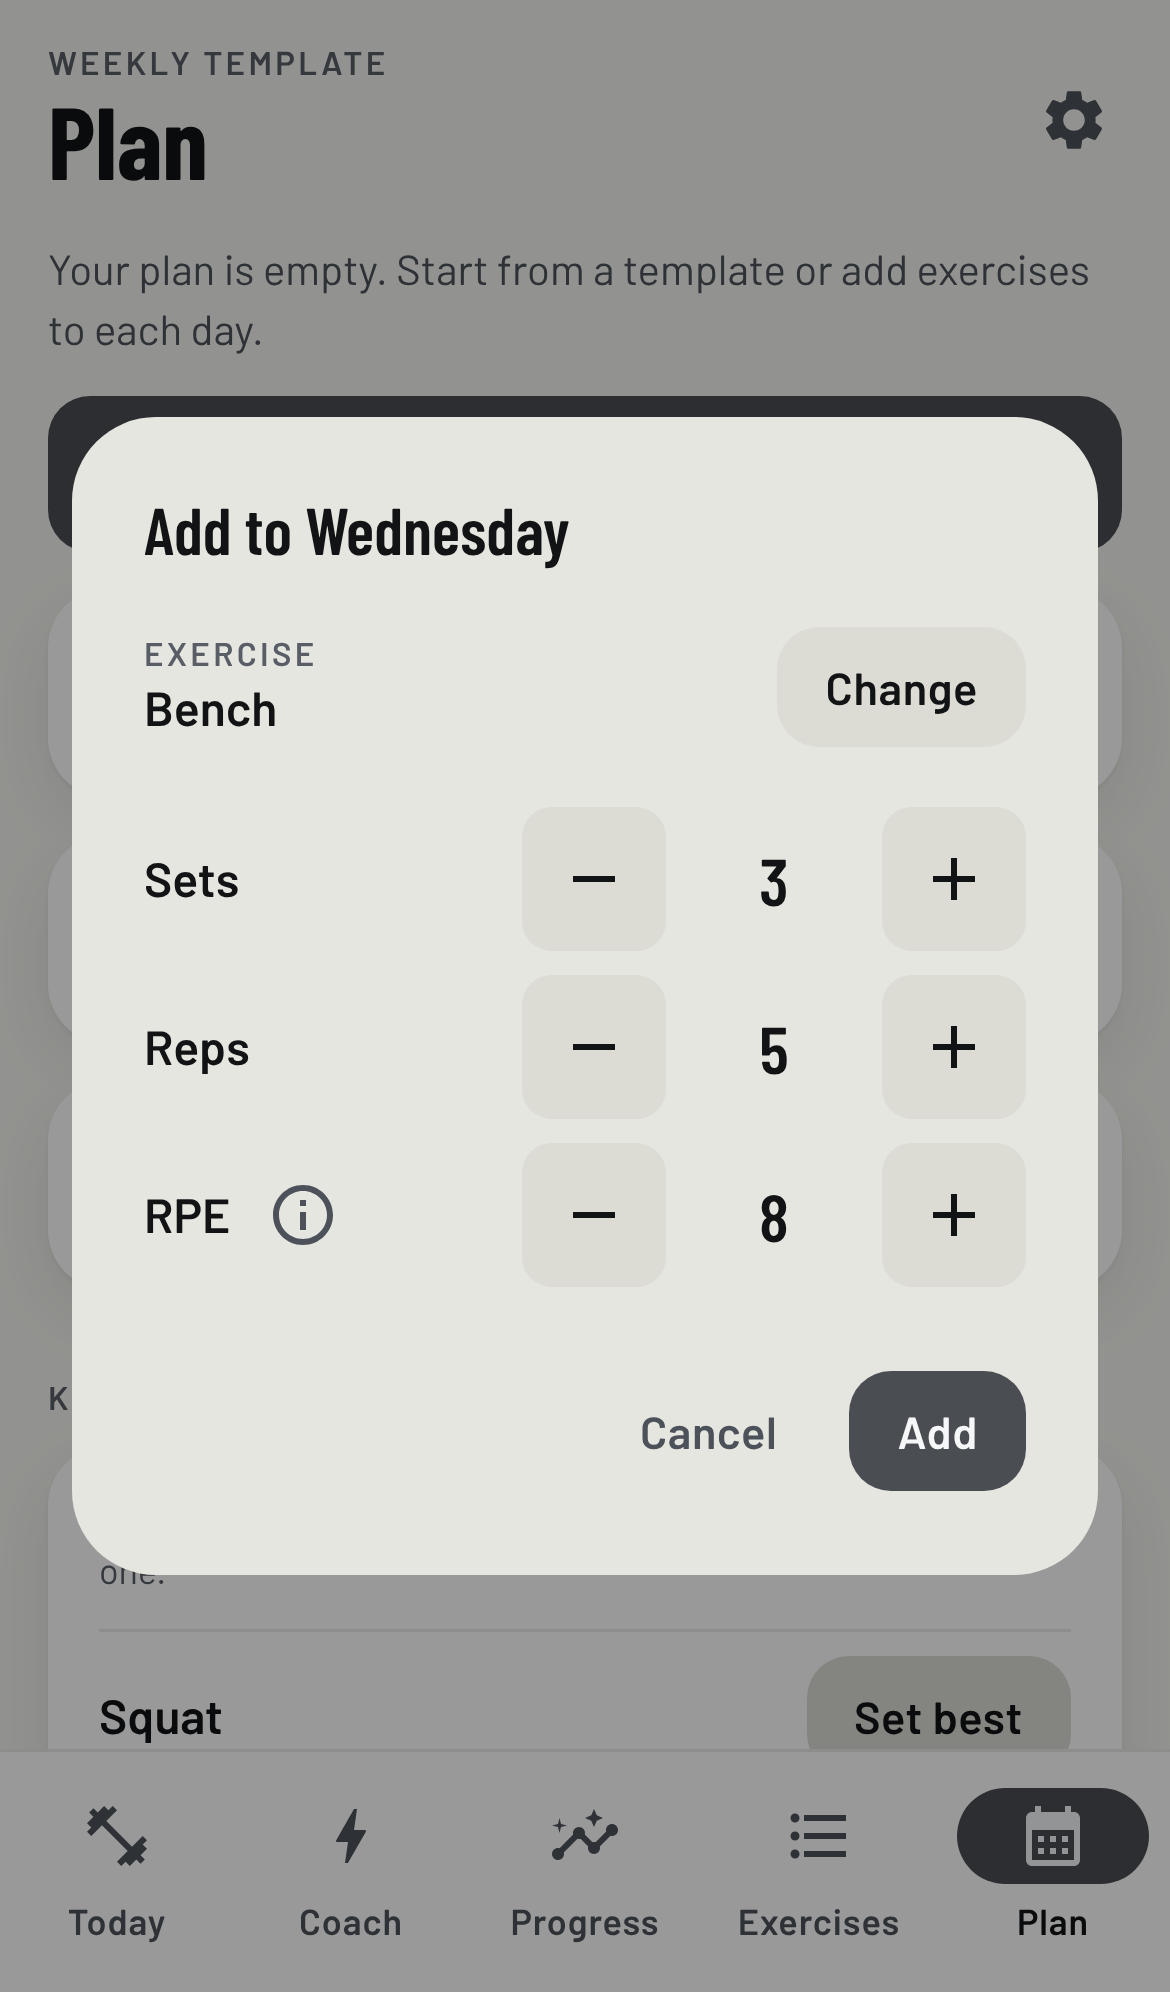 WEEKLY TEMPLATE
Plan
Your plan is empty. Start from a template or add exercises
to each day.
Add to Wednesday
EXERCISE
Bench
Change
Sets
3
Reps
5
RPE
8
Cancel
Add
one.
Squat
Set best
Today
Coach
Progress
Exercises
Plan